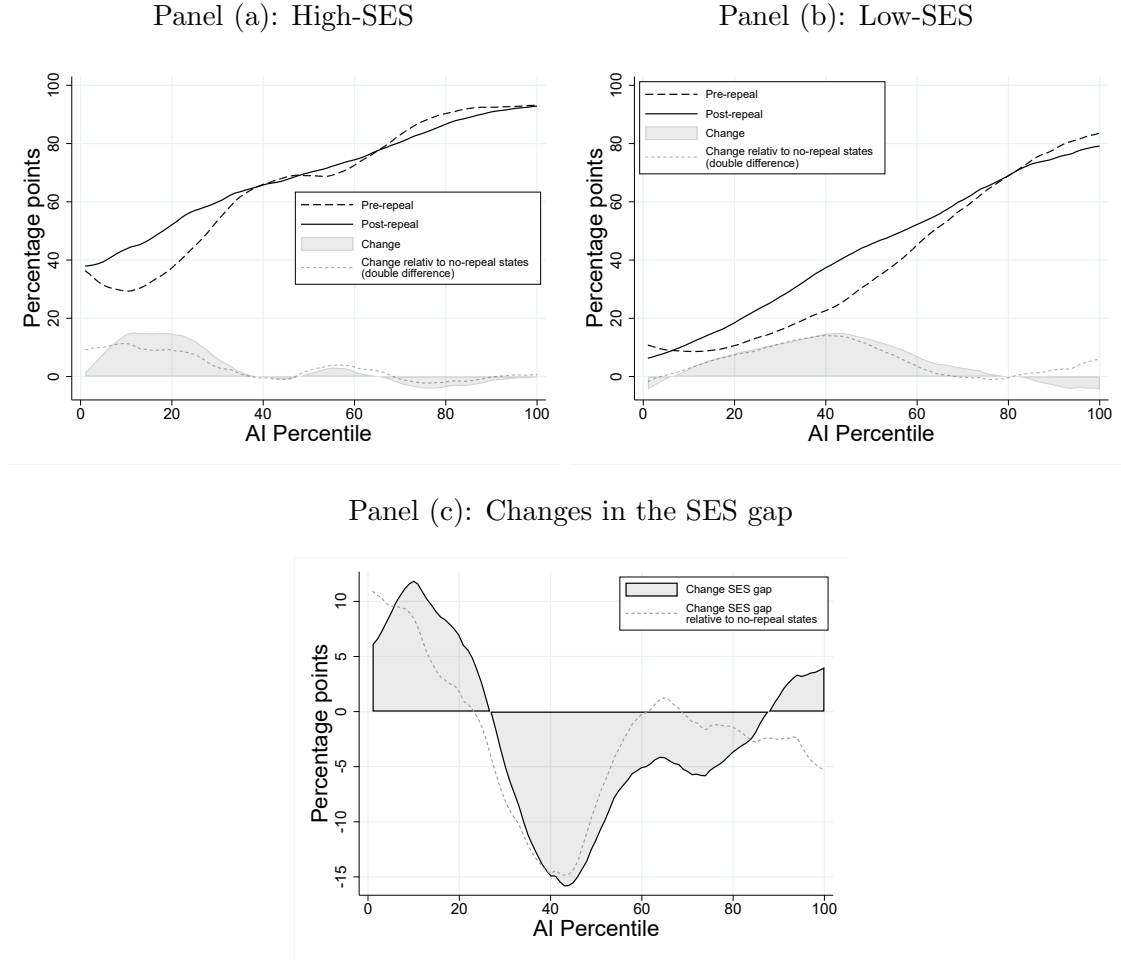 Panel (a): High-SES
Panel (b): Low-SES
Percentage points
100
80
60
40
20
0
Pre-repeal
Post-repeal
Change
Change relativ to no-repeal states
(double difference)
0 20 40 60 80 100
AI Percentile
Percentage points
100
80
60
40
20
0
Pre-repeal
Post-repeal
Change
Change relativ to no-repeal states
(double difference)
0 20 40 60 80 100
AI Percentile
Panel (c): Changes in the SES gap
Percentage points
10
5
0
-5
-10
-15
Change SES gap
Change SES gap
relative to no-repeal states
0 20 40 60 80 100
AI Percentile